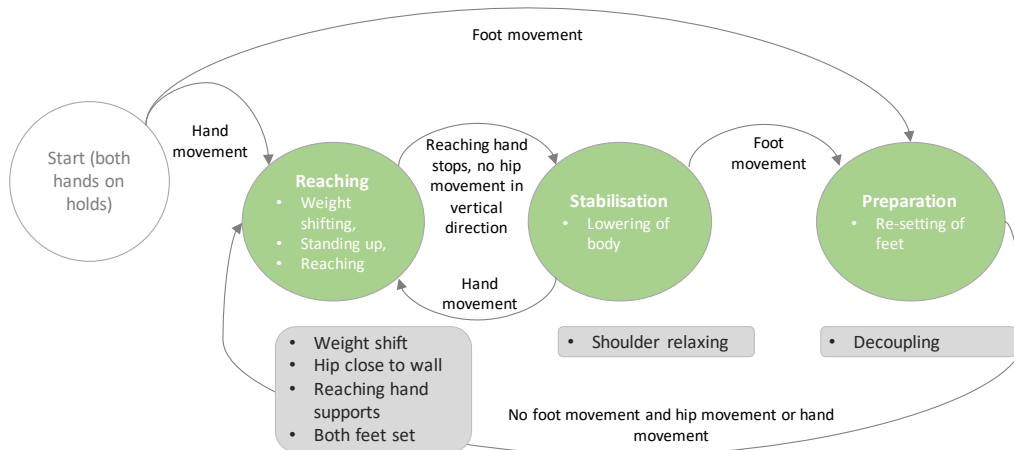 Foot movement
Start (both
hands on
holds)
Hand
movement
Reaching
• Weight
shifting,
• Standing up,
• Reaching
Reaching hand
stops, no hip
movement in
vertical
direction
Hand
movement
Stabilisation
• Lowering of
body
Foot
movement
Preparation
• Re-setting of
feet
• Weight shift
• Hip close to wall
• Reaching hand
supports
• Both feet set
• Shoulder relaxing
• Decoupling
No foot movement and hip movement or hand
movement